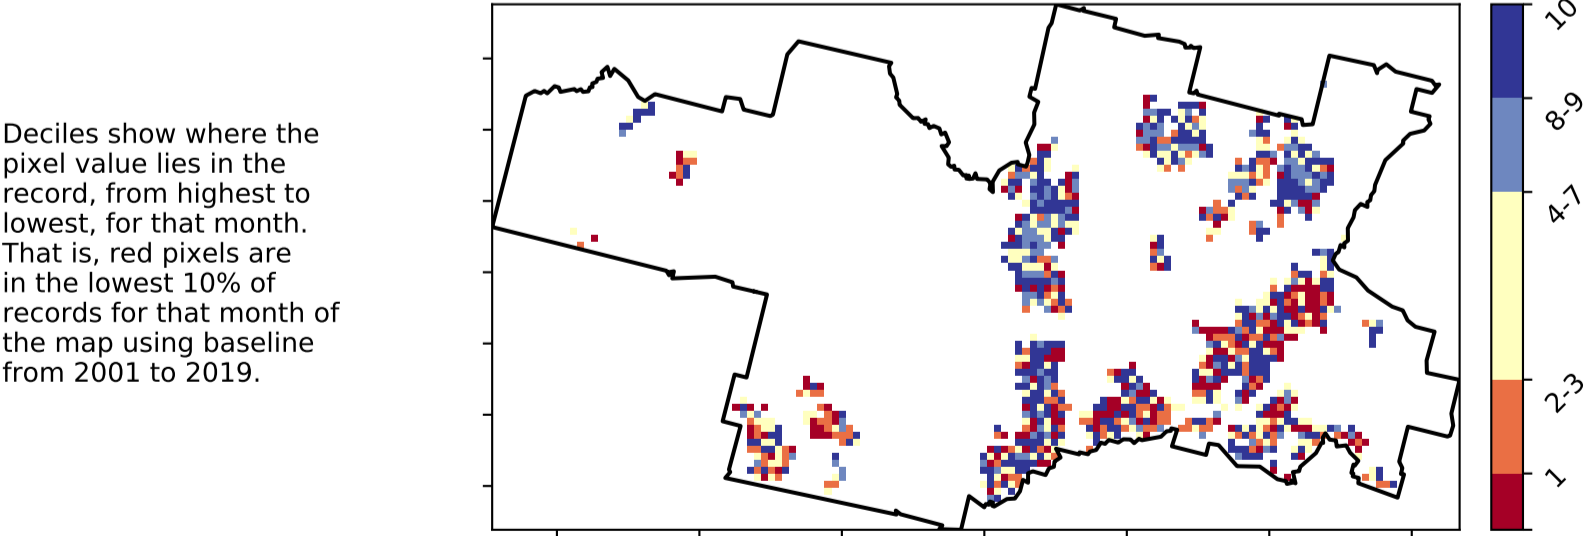 Deciles show where the
pixel value lies in the
record, from highest to
lowest, for that month.
That is, red pixels are
in the lowest 10% of
records for that month of
the map using baseline
from 2001 to 2019.
10
8-9
4-7
2-3
1